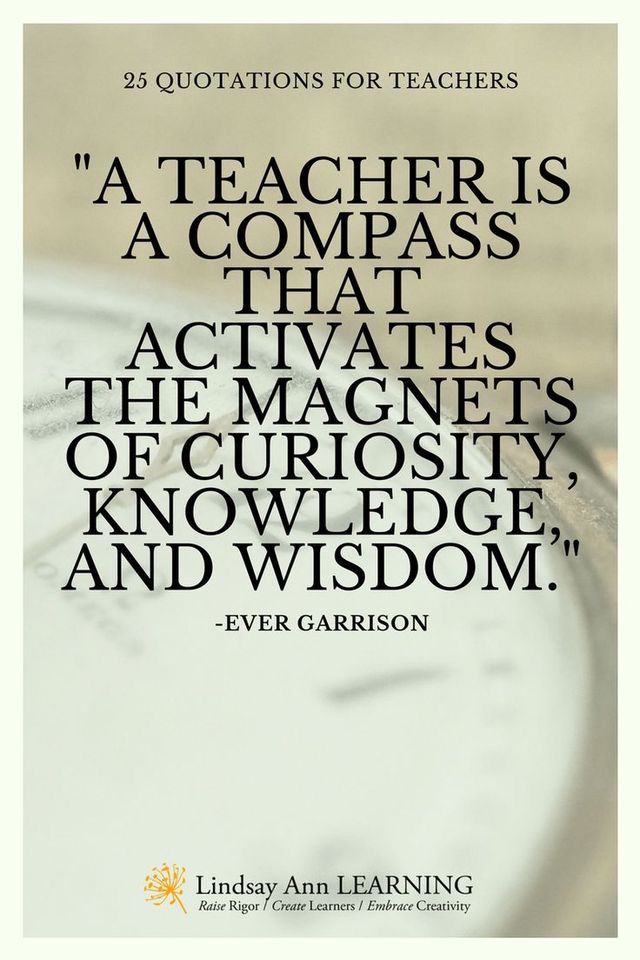 25 QUOTATIONS FOR TEACHERS
"A TEACHER IS
A COMPASS
THAT
ACTIVATES
THE MAGNETS
OF CURIOSITY,
KNOWLEDGE,
AND WISDOM."
-EVER GARRISON
Lindsay Ann LEARNING
Raise Rigor / Create Learners / Embrace Creativity